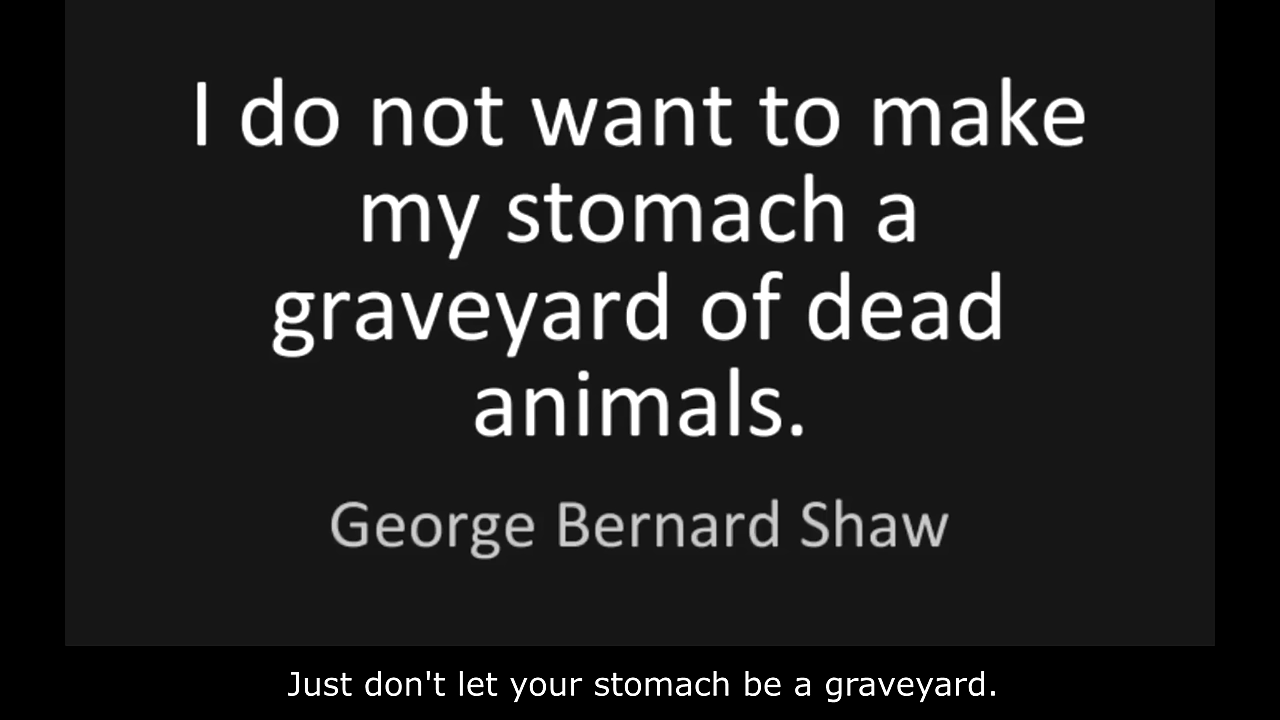 I do not want to make
my stomach a
graveyard of dead
animals.
George Bernard Shaw
Just don't let your stomach be a graveyard.